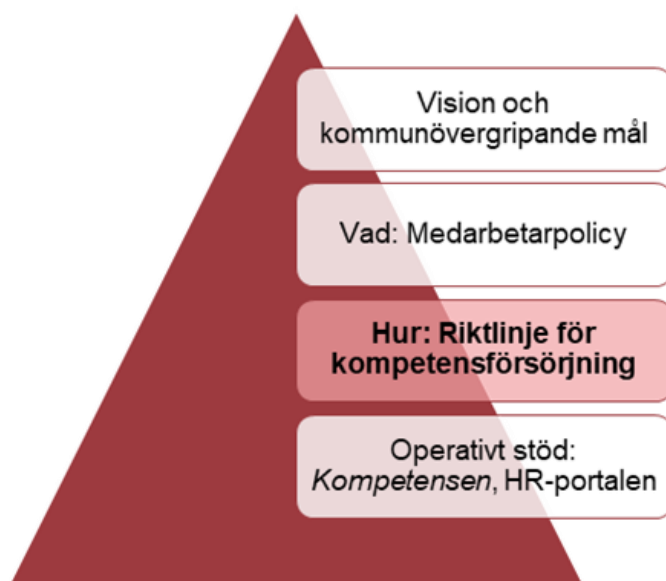 Vision och
kommunövergripande mål
Vad: Medarbetarpolicy
Hur: Riktlinje för
kompetensförsörjning
Operativt stöd:
Kompetensen, HR-portalen